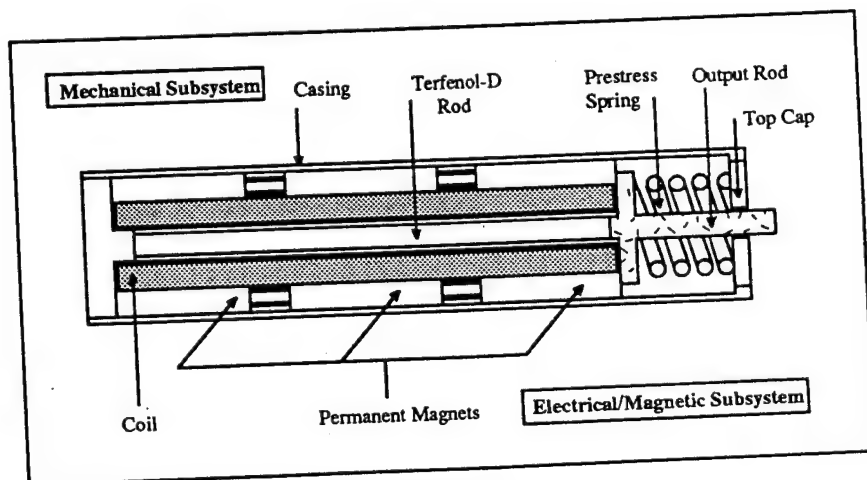 Mechanical Subsystem
Casing
Terfenol-D
Rod
Prestress
Spring
Output Rod
Top Cap
Coil
Permanent Magnets
Electrical/Magnetic Subsystem